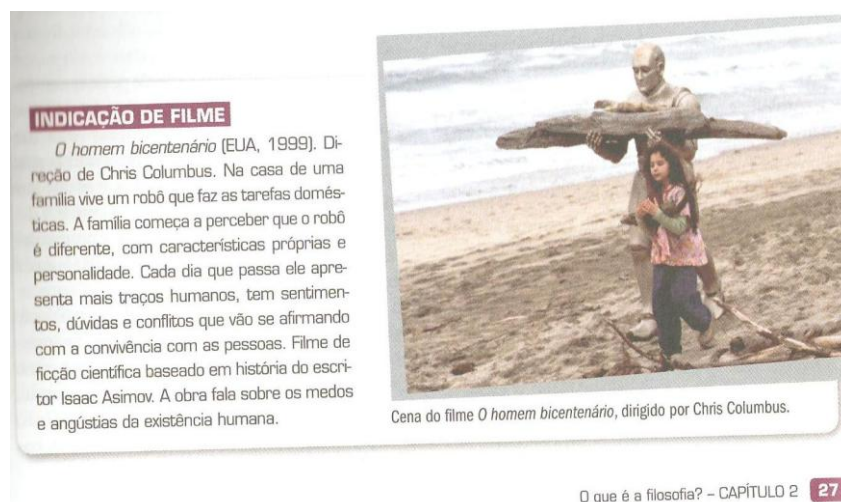 INDICAÇÃO DE FILME
O homem bicentenário (EUA, 1999). Di-
reção de Chris Columbus. Na casa de uma
família vive um robô que faz as tarefas domés-
ticas. A família começa a perceber que o robô
é diferente, com características próprias e
personalidade. Cada dia que passa ele apre-
senta mais traços humanos, tem sentimen-
tos, dúvidas e conflitos que vão se afirmando
com a convivência com as pessoas. Filme de
ficção científica baseado em história do escri-
tor Isaac Asimov. A obra fala sobre os medos
e angústias da existência humana.
Cena do filme O homem bicentenário, dirigido por Chris Columbus.
O que é a filosofia? – CAPÍTULO 2 27